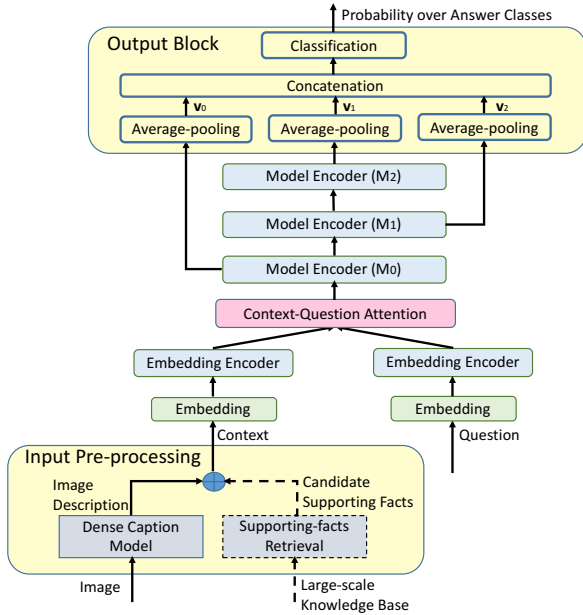 Probability over Answer Classes
Output Block
Classification
Concatenation
v₀
v₁
v₂
Average-pooling
Average-pooling
Average-pooling
Model Encoder (M₂)
Model Encoder (M₁)
Model Encoder (M₀)
Context-Question Attention
Embedding Encoder
Embedding Encoder
Embedding
Embedding
Context
Question
Input Pre-processing
Image
Description
Candidate
Supporting Facts
Dense Caption
Model
Supporting-facts
Retrieval
Image
Large-scale
Knowledge Base